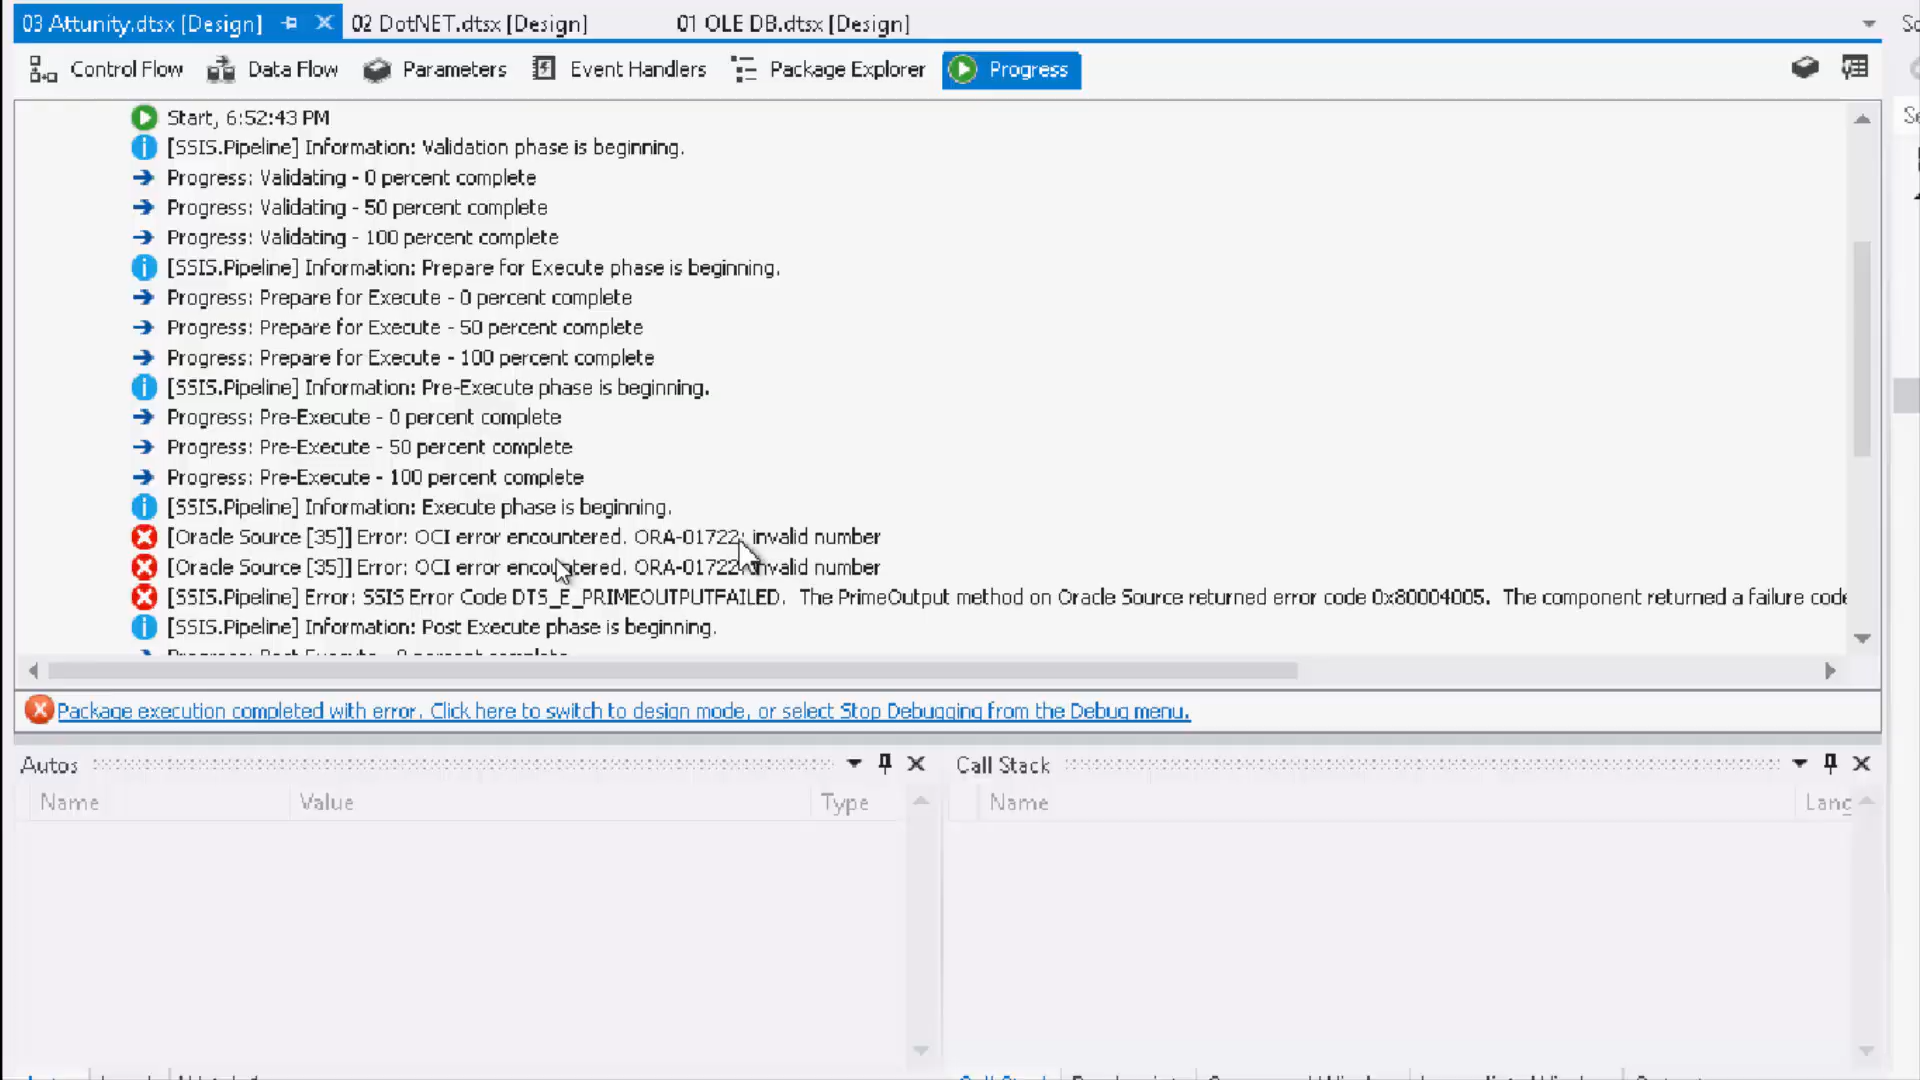 03 Attunity.dtsx [Design] 02 DotNET.dtsx [Design] 01 OLE DB.dtsx [Design]
Control Flow Data Flow Parameters Event Handlers Package Explorer Progress
Start, 6:52:43 PM
[SSIS.Pipeline] Information: Validation phase is beginning.
Progress: Validating - 0 percent complete
Progress: Validating - 50 percent complete
Progress: Validating - 100 percent complete
[SSIS.Pipeline] Information: Prepare for Execute phase is beginning.
Progress: Prepare for Execute - 0 percent complete
Progress: Prepare for Execute - 50 percent complete
Progress: Prepare for Execute - 100 percent complete
[SSIS.Pipeline] Information: Pre-Execute phase is beginning.
Progress: Pre-Execute - 0 percent complete
Progress: Pre-Execute - 50 percent complete
Progress: Pre-Execute - 100 percent complete
[SSIS.Pipeline] Information: Execute phase is beginning.
[Oracle Source [35]] Error: OCI error encountered. ORA-01722: invalid number
[Oracle Source [35]] Error: OCI error encountered. ORA-01722: invalid number
[SSIS.Pipeline] Error: SSIS Error Code DTS_E_PRIMEOUTPUTFAILED. The PrimeOutput method on Oracle Source returned error code 0x80004005. The component returned a failure code
[SSIS.Pipeline] Information: Post Execute phase is beginning.
Progress: Post Execute - 0 percent complete
Package execution completed with error. Click here to switch to design mode, or select Stop Debugging from the Debug menu.
Autos Call Stack
Name Value Type Name Lang